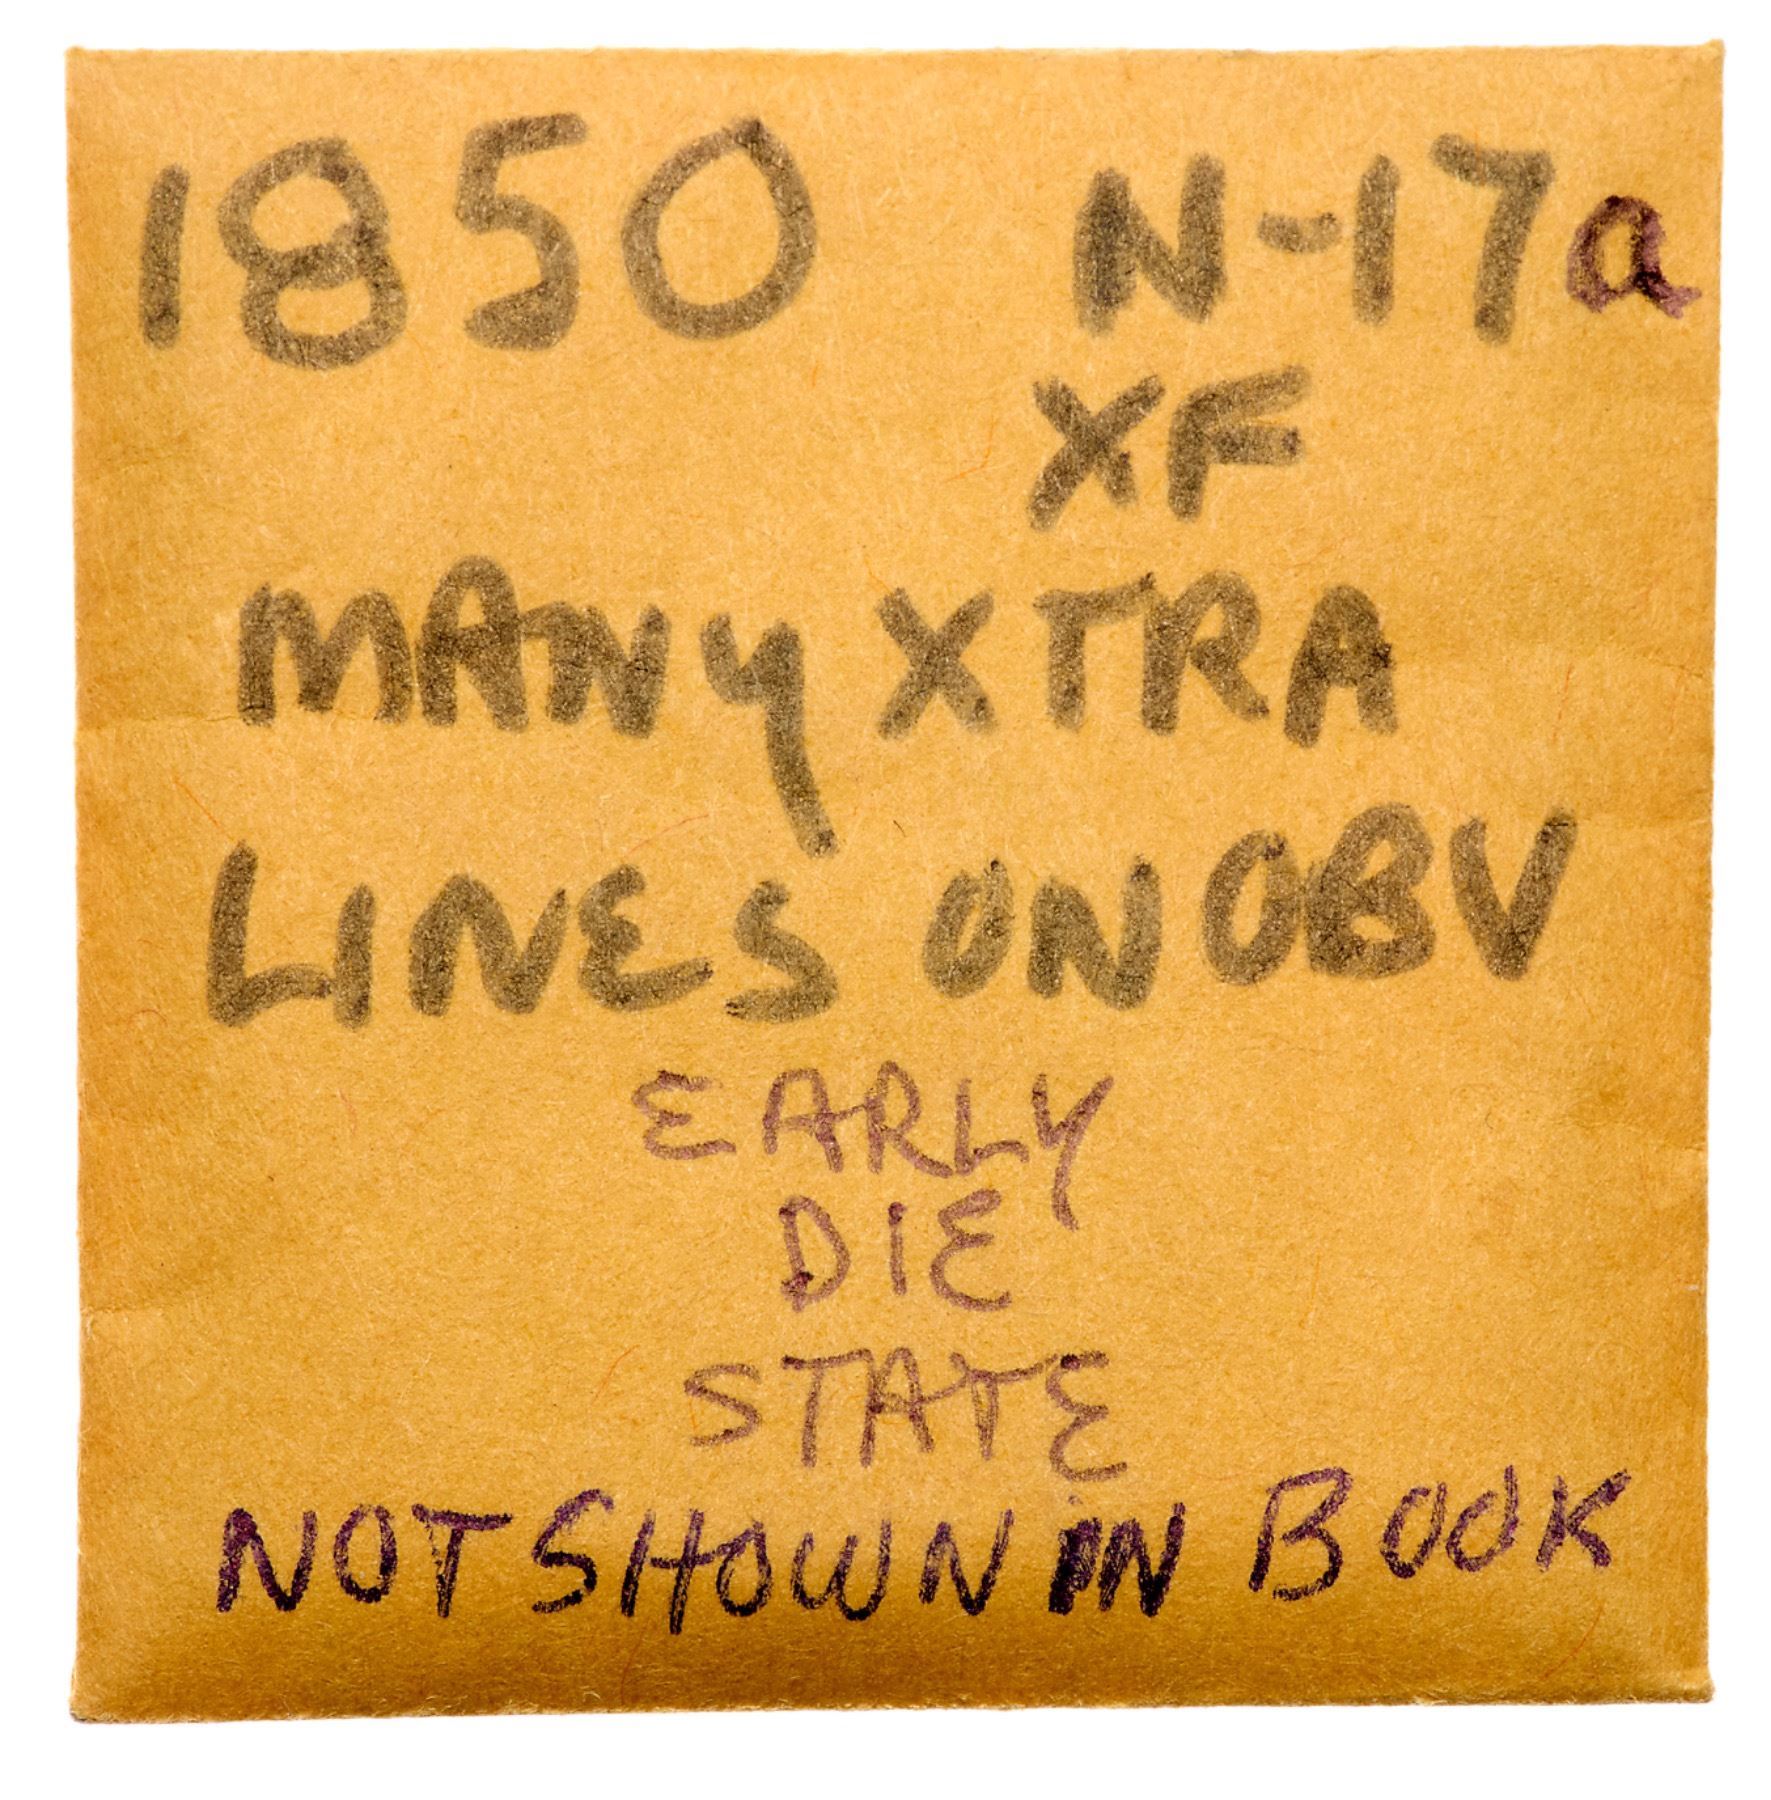 1850 N-17a
XF
MANY XTRA
LINES ON OBV
EARLY
DIE
STATE
NOT SHOWN IN BOOK